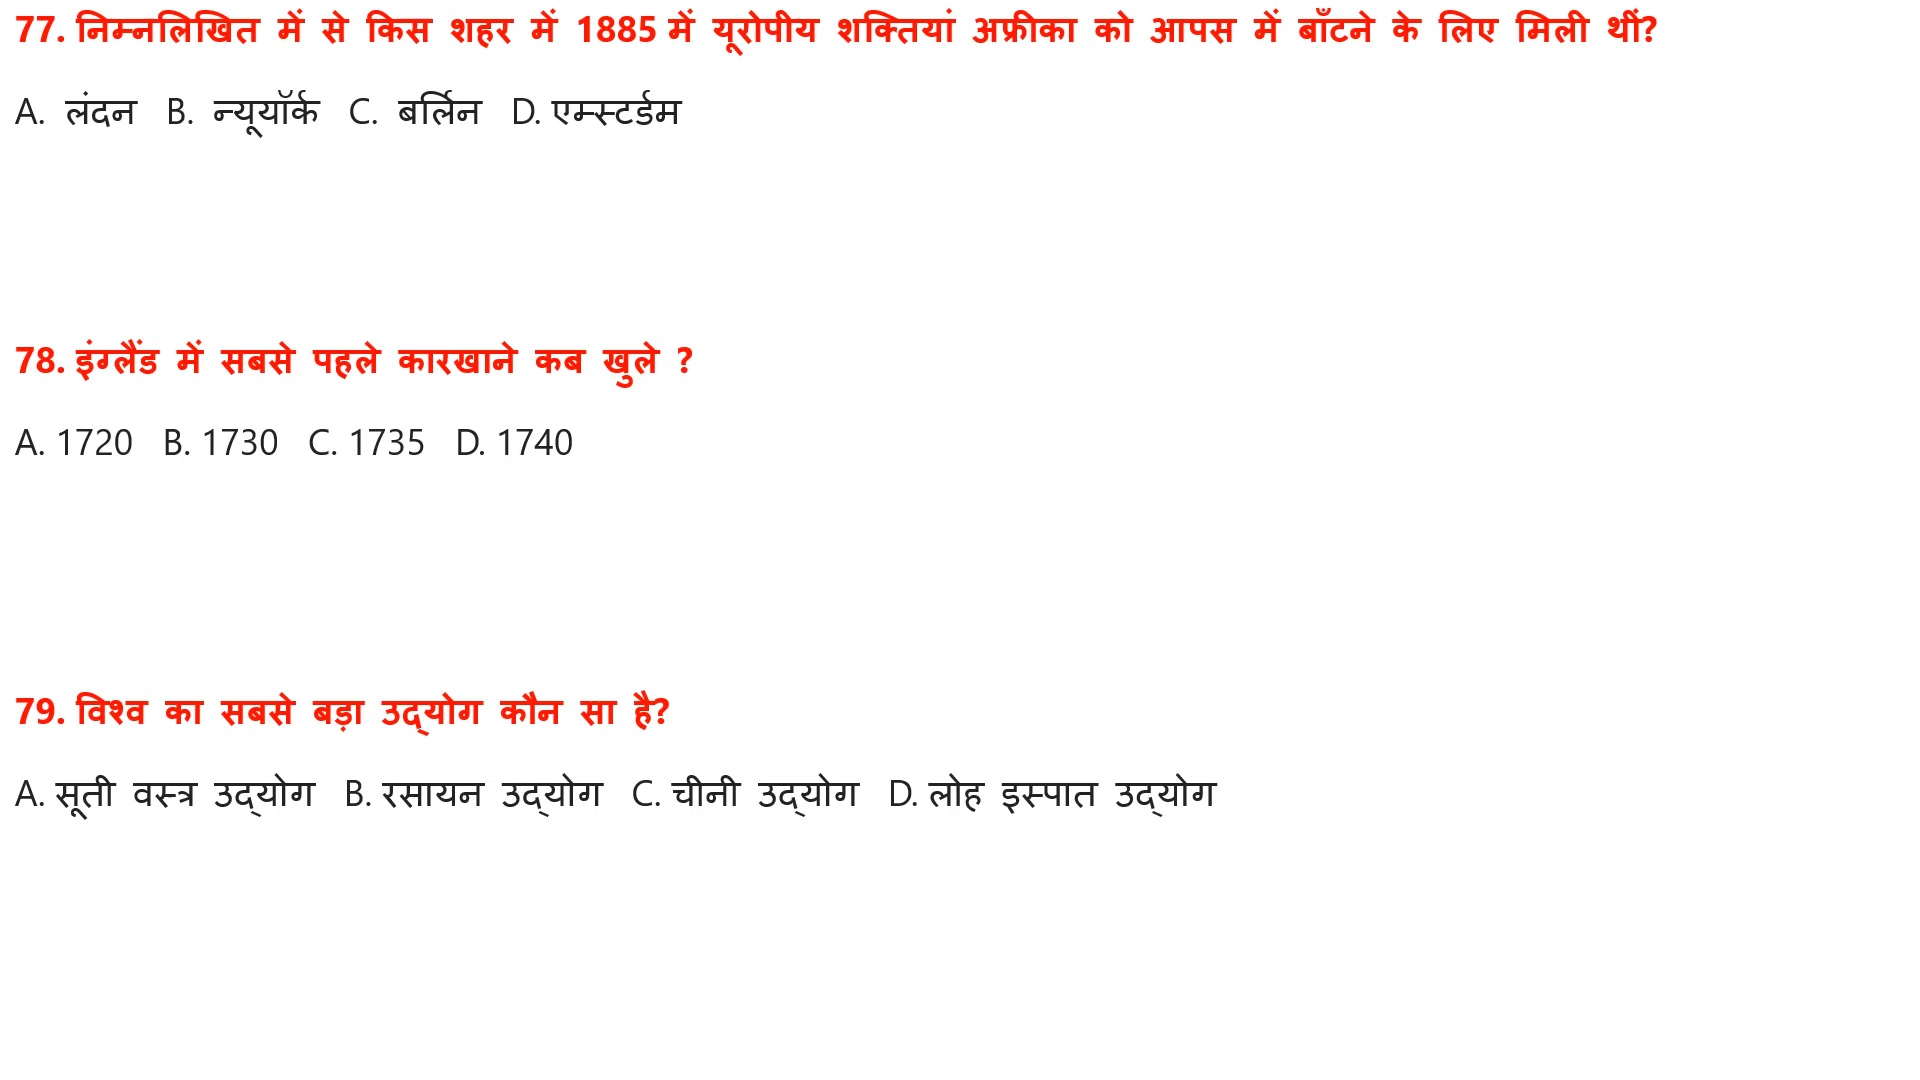 77. निम्नलिखित में से किस शहर में 1885 में यूरोपीय शक्तियां अफ्रीका को आपस में बाँटने के लिए मिली थीं?
A. लंदन B. न्यूयॉर्क C. बर्लिन D. एम्स्टर्डम
78. इंग्लैंड में सबसे पहले कारखाने कब खुले ?
A. 1720 B. 1730 C. 1735 D. 1740
79. विश्व का सबसे बड़ा उद्योग कौन सा है?
A. सूती वस्त्र उद्योग B. रसायन उद्योग C. चीनी उद्योग D. लोह इस्पात उद्योग